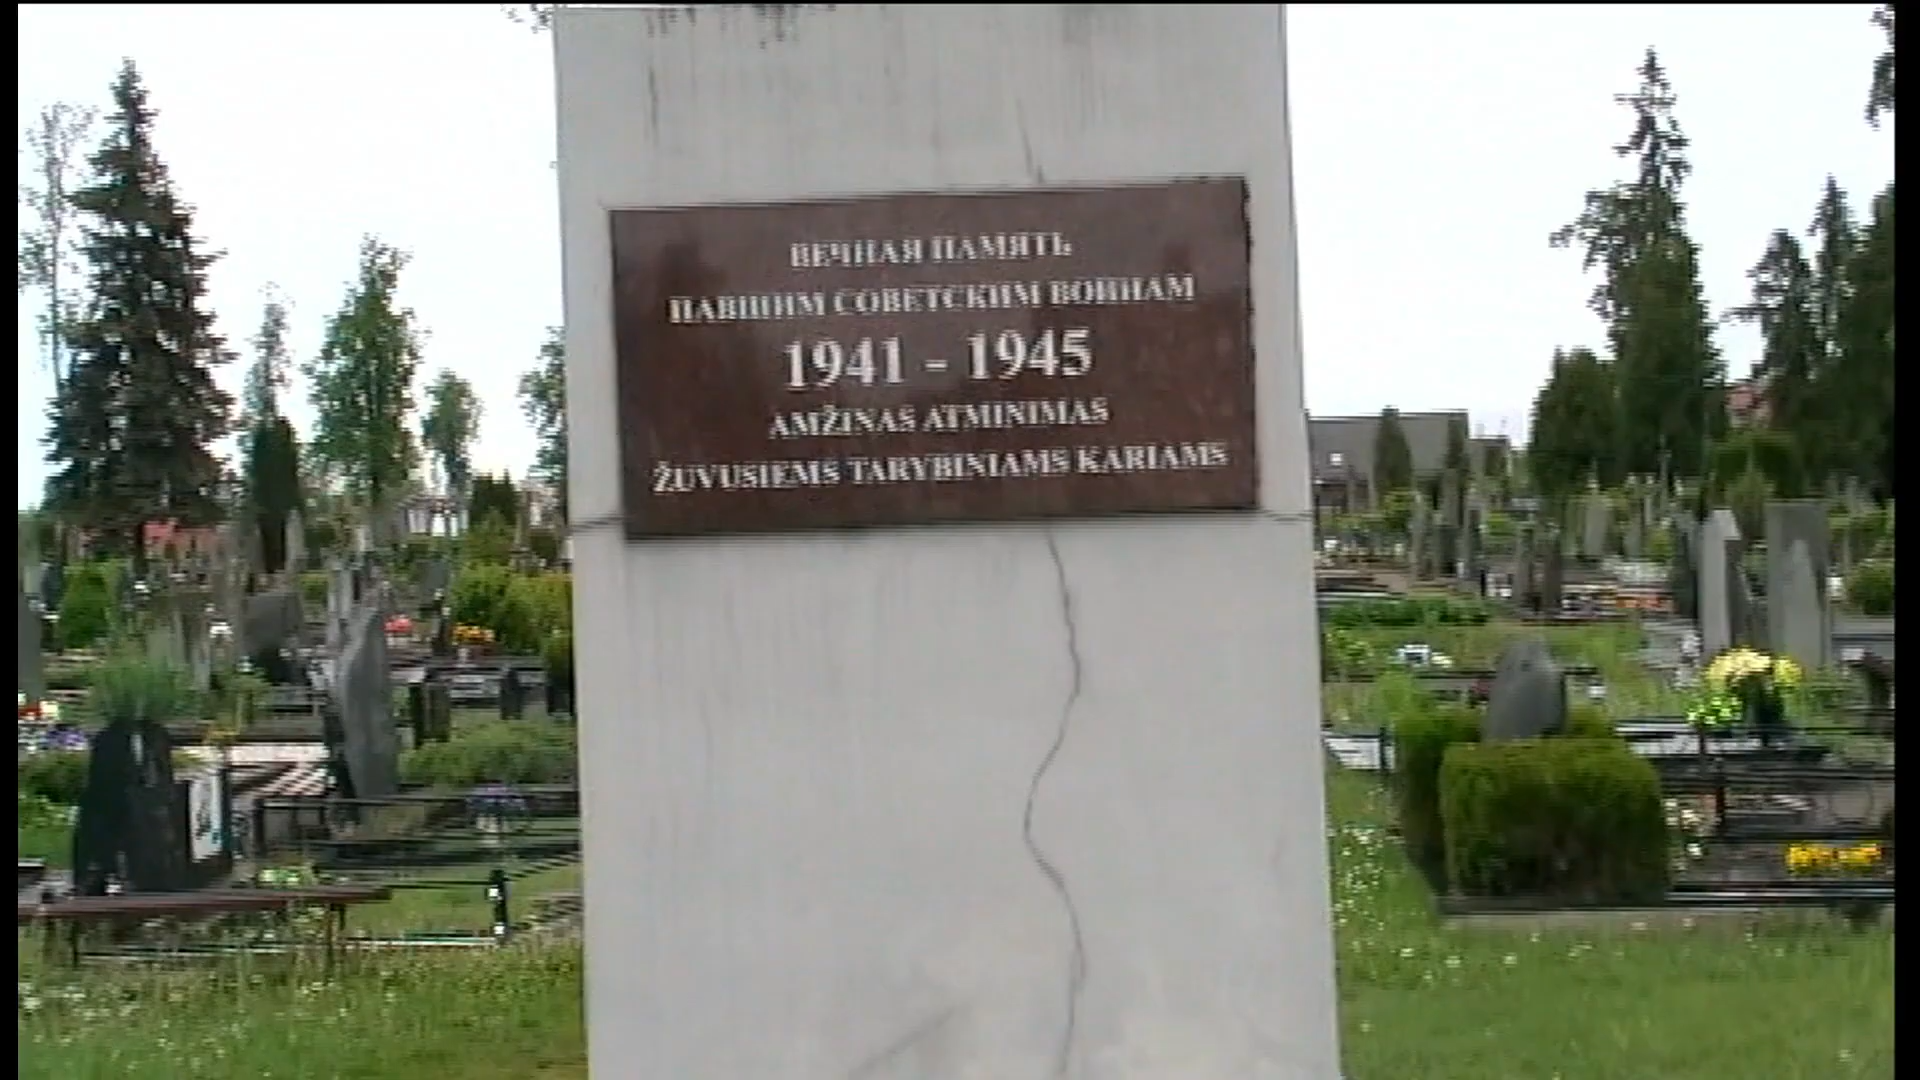 ВЕЧНАЯ ПАМЯТЬ
ПАВШИМ СОВЕТСКИМ ВОИНАМ
1941 - 1945
AMŽINAS ATMINIMAS
ŽUVUSIEMS TARYBINIAMS KARIAMS